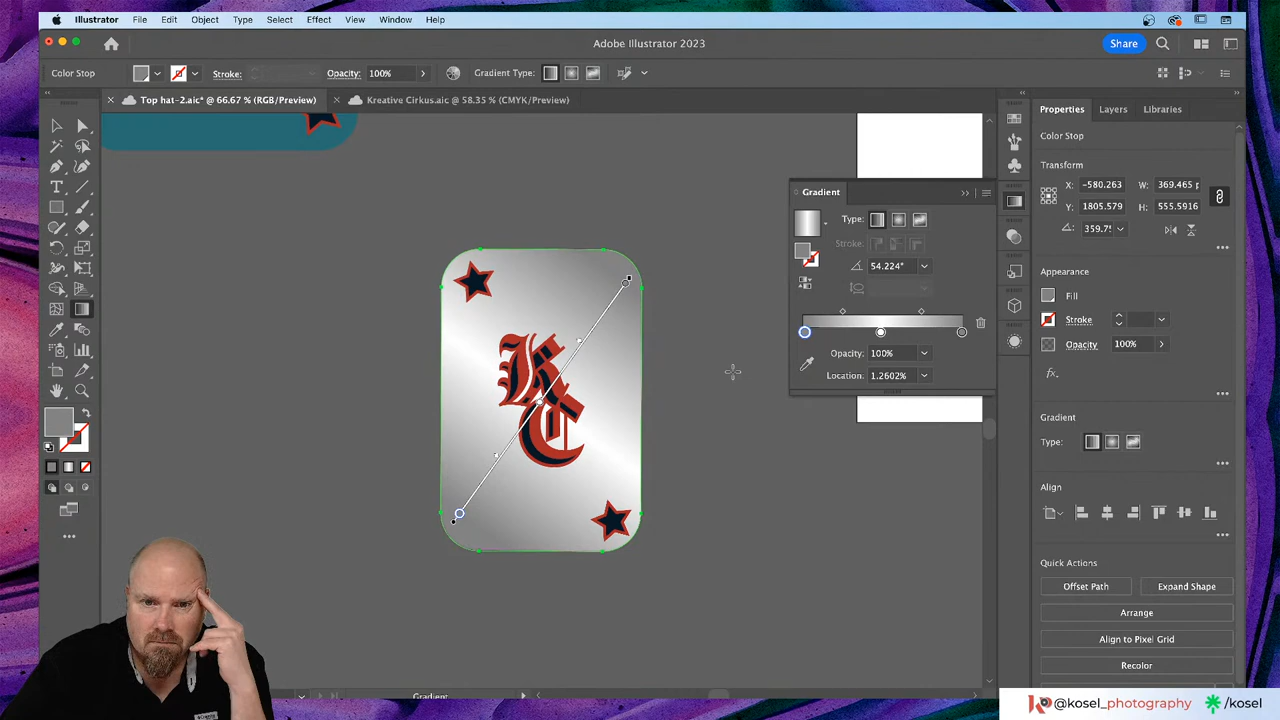 Illustrator File Edit Object Type Select Effect View Window Help
Adobe Illustrator 2023
Share
Color Stop
Stroke:
Opacity: 100%
Gradient Type:
Top hat-2.aic* @ 66.67 % (RGB/Preview)
Kreative Cirkus.aic @ 58.35 % (CMYK/Preview)
Properties Layers Libraries
Color Stop
Transform
X: -580.263
W: 369.465 p
Y: 1805.579
H: 555.5916
359.75
Appearance
Fill
Stroke
Opacity 100%
fx.
Gradient
Type:
Align
Quick Actions
Offset Path
Expand Shape
Arrange
Align to Pixel Grid
Recolor
Gradient
Type:
Stroke:
54.224°
Opacity: 100%
Location: 1.2602%
K
C
Gradient
@kosel_photography
/kosel